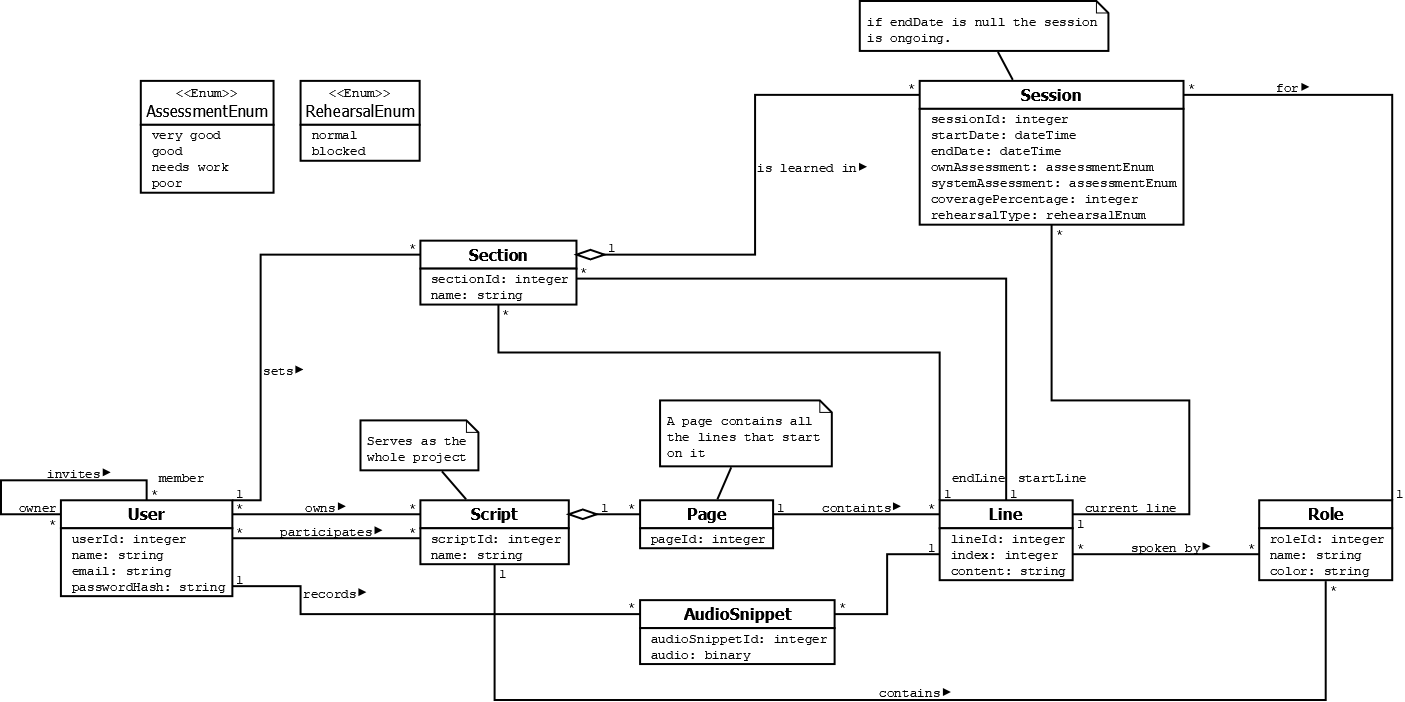 if endDate is null the session
is ongoing.
<<Enum>>
AssessmentEnum
very good
good
needs work
poor
<<Enum>>
RehearsalEnum
normal
blocked
Session
sessionId: integer
startDate: dateTime
endDate: dateTime
ownAssessment: assessmentEnum
systemAssessment: assessmentEnum
coveragePercentage: integer
rehearsalType: rehearsalEnum
*
*
for
is learned in
*
Section
sectionId: integer
name: string
*
1
*
*
sets
Serves as the
whole project
A page contains all
the lines that start
on it
invites
member
*
owner
*
endLine
startLine
1
1
1
1
User
userId: integer
name: string
email: string
passwordHash: string
*
owns
*
*
participates
*
1
records
*
Script
scriptId: integer
name: string
1
*
1
Page
pageId: integer
1
containts
*
Line
lineId: integer
index: integer
content: string
current line
1
*
spoken by
*
1
Role
roleId: integer
name: string
color: string
*
AudioSnippet
audioSnippetId: integer
audio: binary
*
contains